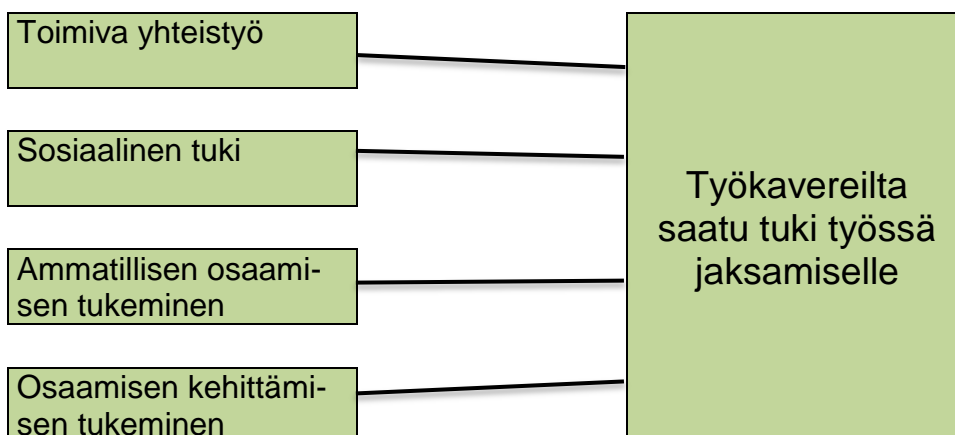 Toimiva yhteistyö
Sosiaalinen tuki
Ammatillisen osaami-
sen tukeminen
Osaamisen kehittämi-
sen tukeminen
Työkavereilta
saatu tuki työssä
jaksamiselle